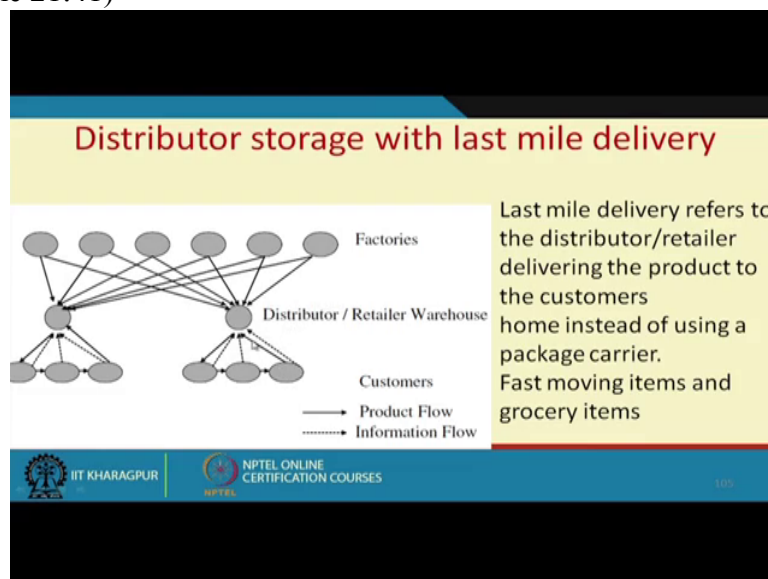 Distributor storage with last mile delivery
Factories
Distributor / Retailer Warehouse
Customers
Product Flow
Information Flow
Last mile delivery refers to
the distributor/retailer
delivering the product to
the customers
home instead of using a
package carrier.
Fast moving items and
grocery items
IIT KHARAGPUR
NPTEL
NPTEL ONLINE
CERTIFICATION COURSES
105